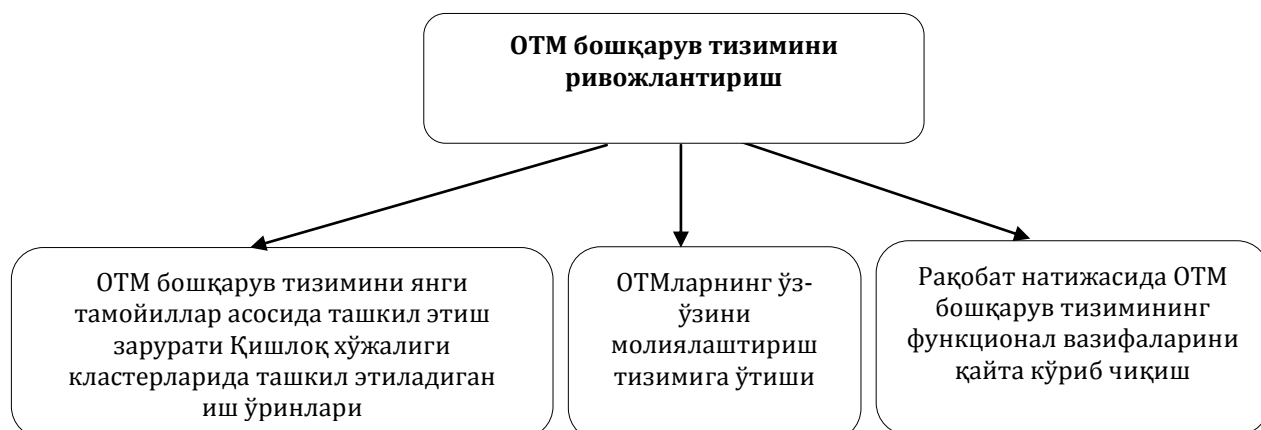 ОТМ бошқарув тизимини
ривожлантириш
ОТМ бошқарув тизимини янги
тамойиллар асосида ташкил этиш
зарурати Қишлоқ хўжалиги
кластерларида ташкил этиладиган
иш ўринлари
ОТМларнинг ўз-
ўзини
молиялаштириш
тизимига ўтиши
Рақобат натижасида ОТМ
бошқарув тизимининг
функционал вазифаларини
қайта кўриб чиқиш